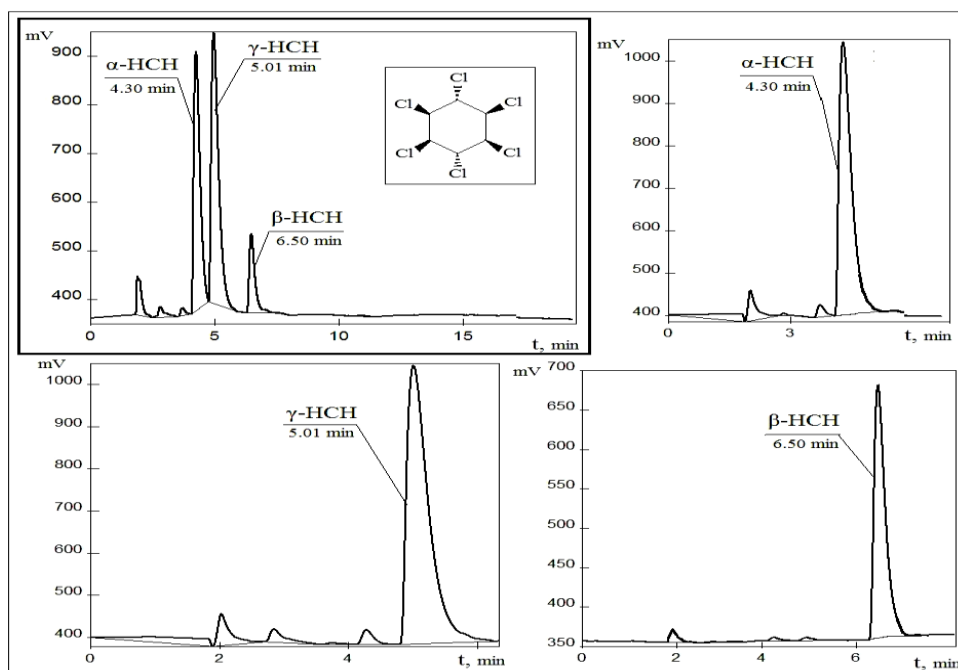 mV
900
800
700
600
500
400
0
5
10
15
t, min
α-HCH
4.30 min
γ-HCH
5.01 min
β-HCH
6.50 min
Cl
Cl
Cl
Cl
Cl
Cl
mV
1000
900
800
700
600
500
400
0
3
t, min
α-HCH
4.30 min
mV
1000
900
800
700
600
500
400
0
2
4
t, min
γ-HCH
5.01 min
mV
700
650
600
550
500
450
400
350
0
2
4
6
t, min
β-HCH
6.50 min